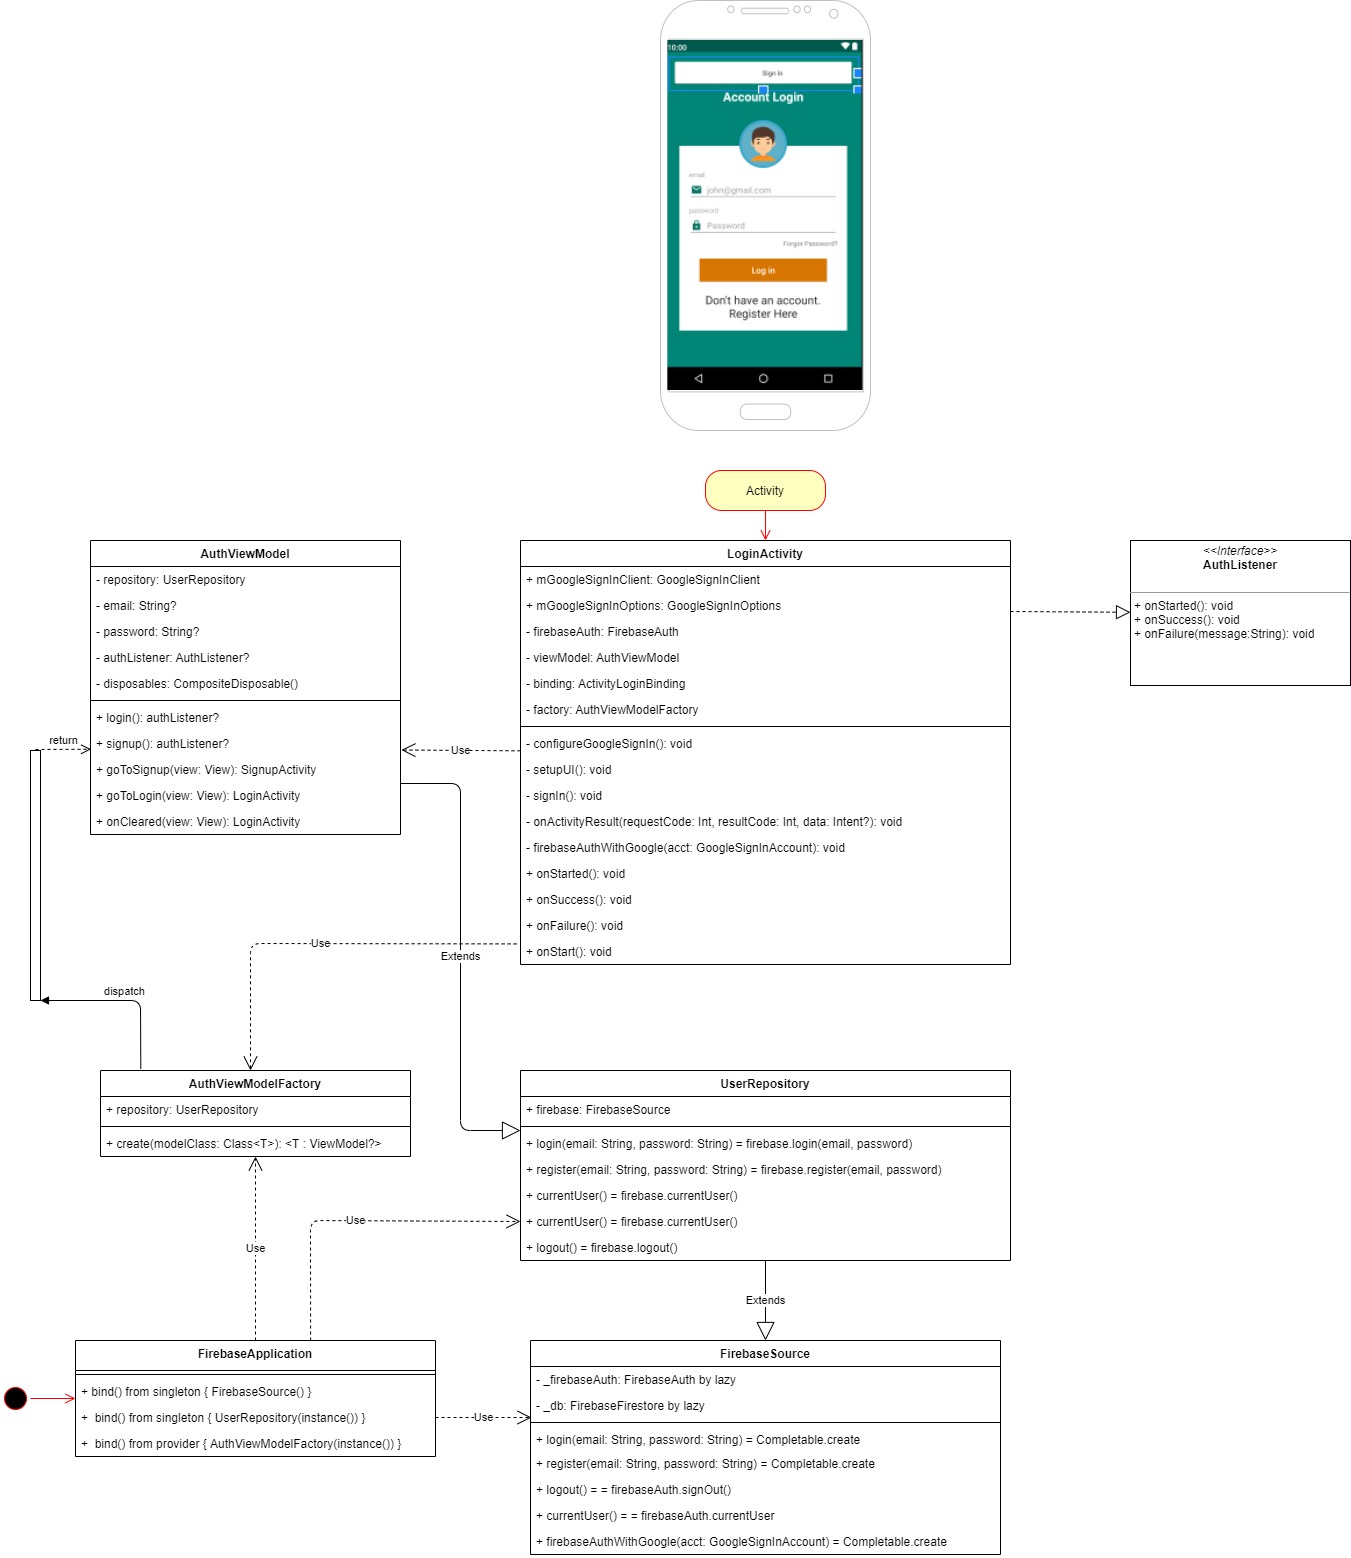 10:00
Sign in
Account Login
email
john@gmail.com
password
Password
Forgot Password?
Log in
Don't have an account.
Register Here
Activity
AuthViewModel
- repository: UserRepository
- email: String?
- password: String?
- authListener: AuthListener?
- disposables: CompositeDisposable()
+ login(): authListener?
+ signup(): authListener?
+ goToSignup(view: View): SignupActivity
+ goToLogin(view: View): LoginActivity
+ onCleared(view: View): LoginActivity
return
dispatch
LoginActivity
+ mGoogleSignInClient: GoogleSignInClient
+ mGoogleSignInOptions: GoogleSignInOptions
- firebaseAuth: FirebaseAuth
- viewModel: AuthViewModel
- binding: ActivityLoginBinding
- factory: AuthViewModelFactory
- configureGoogleSignIn(): void
- setupUI(): void
- signIn(): void
- onActivityResult(requestCode: Int, resultCode: Int, data: Intent?): void
- firebaseAuthWithGoogle(acct: GoogleSignInAccount): void
+ onStarted(): void
+ onSuccess(): void
+ onFailure(): void
+ onStart(): void
<<Interface>>
AuthListener
+ onStarted(): void
+ onSuccess(): void
+ onFailure(message:String): void
Use
Use
Extends
AuthViewModelFactory
+ repository: UserRepository
+ create(modelClass: Class<T>): <T : ViewModel?>
UserRepository
+ firebase: FirebaseSource
+ login(email: String, password: String) = firebase.login(email, password)
+ register(email: String, password: String) = firebase.register(email, password)
+ currentUser() = firebase.currentUser()
+ currentUser() = firebase.currentUser()
+ logout() = firebase.logout()
Use
Use
Extends
FirebaseApplication
+ bind() from singleton { FirebaseSource() }
+ bind() from singleton { UserRepository(instance()) }
+ bind() from provider { AuthViewModelFactory(instance()) }
Use
FirebaseSource
- _firebaseAuth: FirebaseAuth by lazy
- _db: FirebaseFirestore by lazy
+ login(email: String, password: String) = Completable.create
+ register(email: String, password: String) = Completable.create
+ logout() = = firebaseAuth.signOut()
+ currentUser() = = firebaseAuth.currentUser
+ firebaseAuthWithGoogle(acct: GoogleSignInAccount) = Completable.create